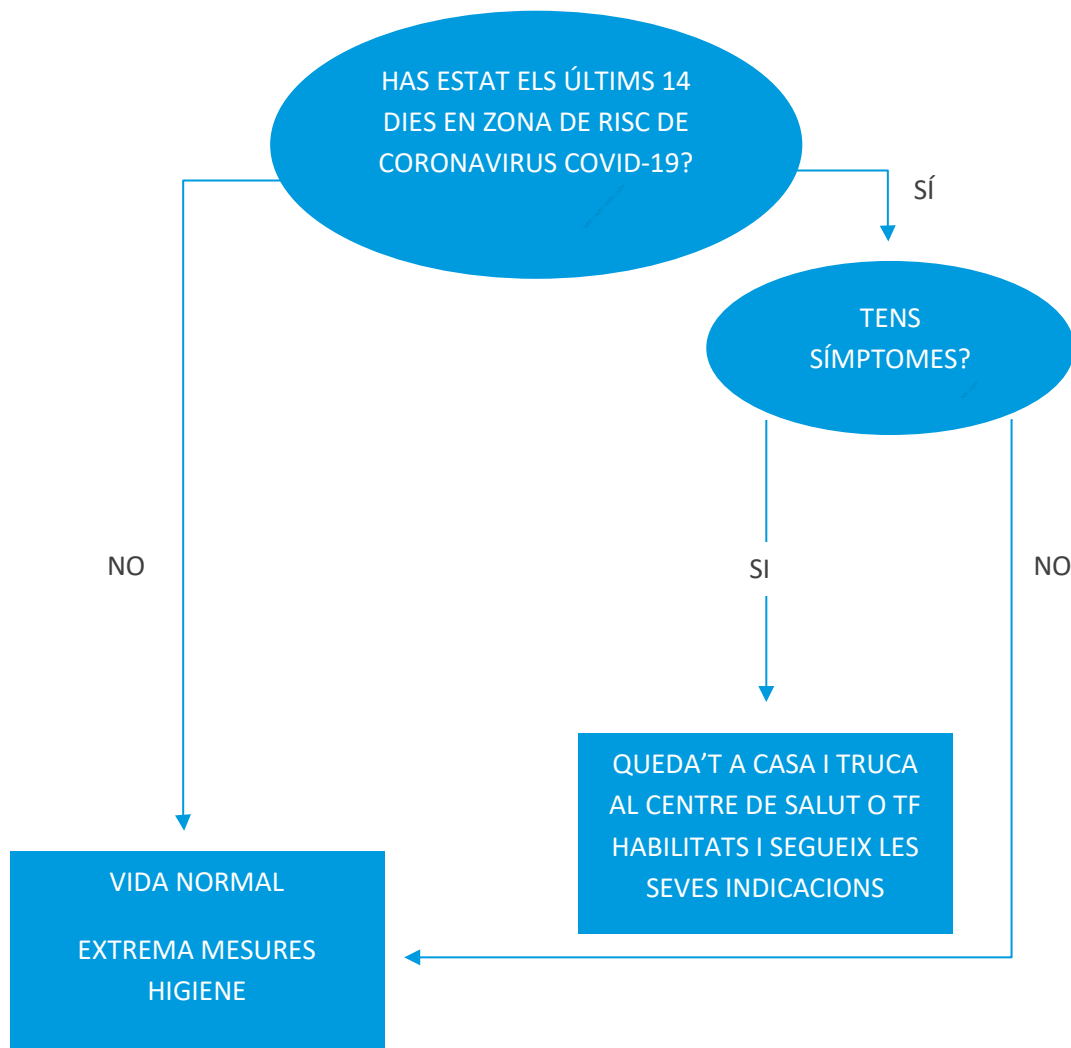 HAS ESTAT ELS ÚLTIMS 14
DIES EN ZONA DE RISC DE
CORONAVIRUS COVID-19?
SÍ
TENS
SÍMPTOMES?
NO
SI
NO
QUEDA’T A CASA I TRUCA
AL CENTRE DE SALUT O TF
HABILITATS I SEGUEIX LES
SEVES INDICACIONS
VIDA NORMAL
EXTREMA MESURES
HIGIENE